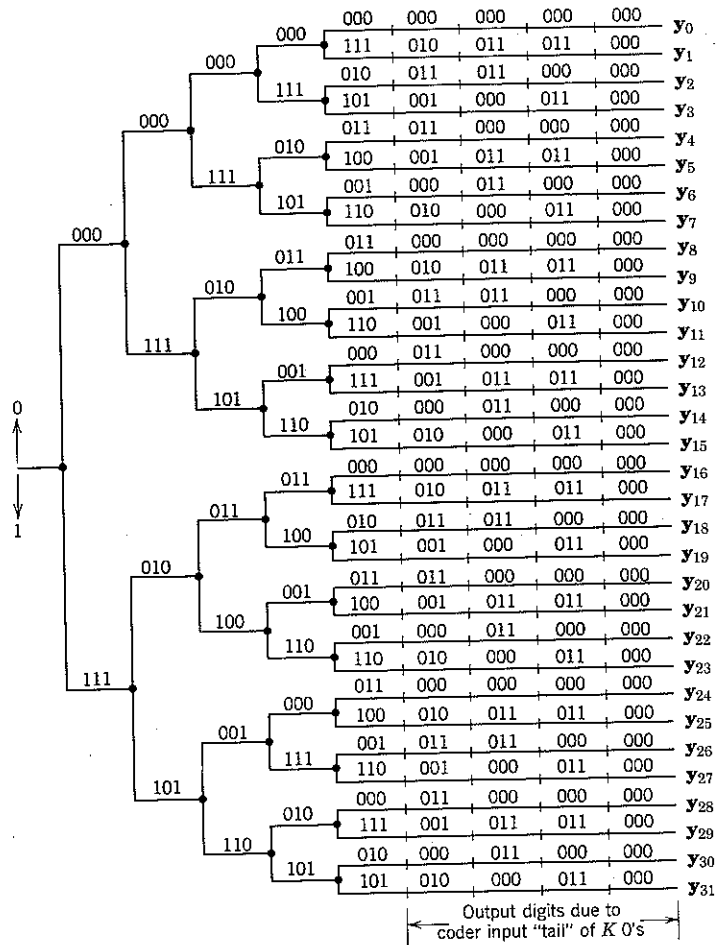 000 000 000 000 000 y0
000
111 010 011 011 000 y1
000
010 011 011 000 000 y2
111
101 001 000 011 000 y3
000
011 011 000 000 000 y4
010
100 001 011 011 000 y5
111
001 000 011 000 000 y6
101
110 010 000 011 000 y7
000
011 000 000 000 000 y8
011
100 010 011 011 000 y9
010
001 011 011 000 000 y10
100
110 001 000 011 000 y11
111
000 011 000 000 000 y12
001
111 001 011 011 000 y13
101
0
010 000 011 000 000 y14
110
101 010 000 011 000 y15
000 000 000 000 000 y16
011
111 010 011 011 000 y17
010 011 011 000 000 y18
1
100
101 001 000 011 000 y19
010
011 011 000 000 000 y20
001
100 001 011 011 000 y21
100
001 000 011 000 000 y22
110
110 010 000 011 000 y23
111
011 000 000 000 000 y24
000
100 010 011 011 000 y25
001
001 011 011 000 000 y26
111
110 001 000 011 000 y27
101
000 011 000 000 000 y28
010
111 001 011 011 000 y29
110
010 000 011 000 000 y30
101
101 010 000 011 000 y31
Output digits due to
coder input "tail" of K 0's